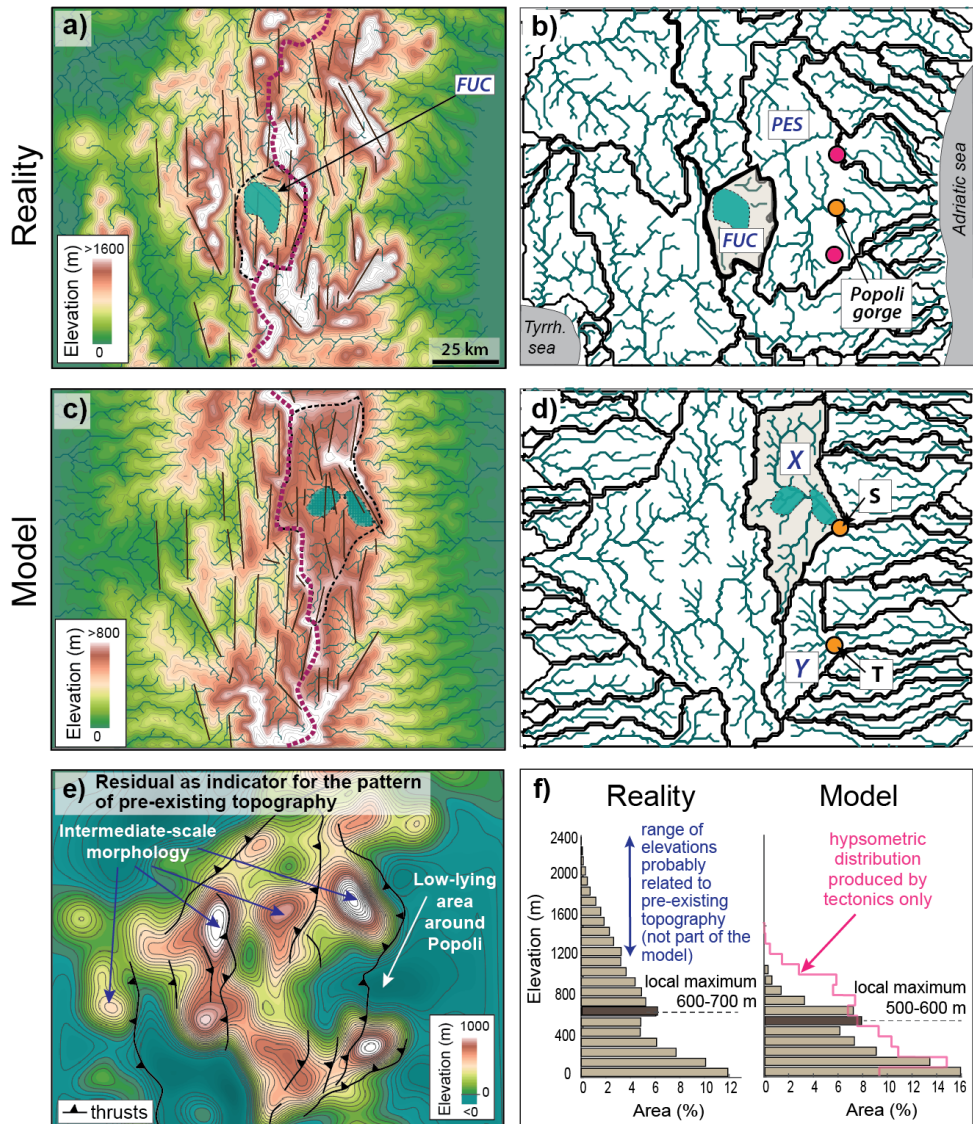 Reality
a)
FUC
Elevation (m)
>1600
0
25 km
b)
PES
FUC
Popoli
gorge
Adriatic sea
Tyrrh.
sea
Model
c)
Elevation (m)
>800
0
d)
X
S
Y
T
e)
Residual as indicator for the pattern
of pre-existing topography
Intermediate-scale
morphology
Low-lying
area
around
Popoli
Elevation (m)
1000
0
<0
thrusts
f)
Reality
Model
Elevation (m)
2400
2000
1600
1200
800
400
0
range of
elevations
probably
related to
pre-existing
topography
(not part of the
model)
local maximum
600-700 m
0 2 4 6 8 10 12
Area (%)
hypsometric
distribution
produced by
tectonics only
local maximum
500-600 m
0 2 4 6 8 10 12 14 16
Area (%)